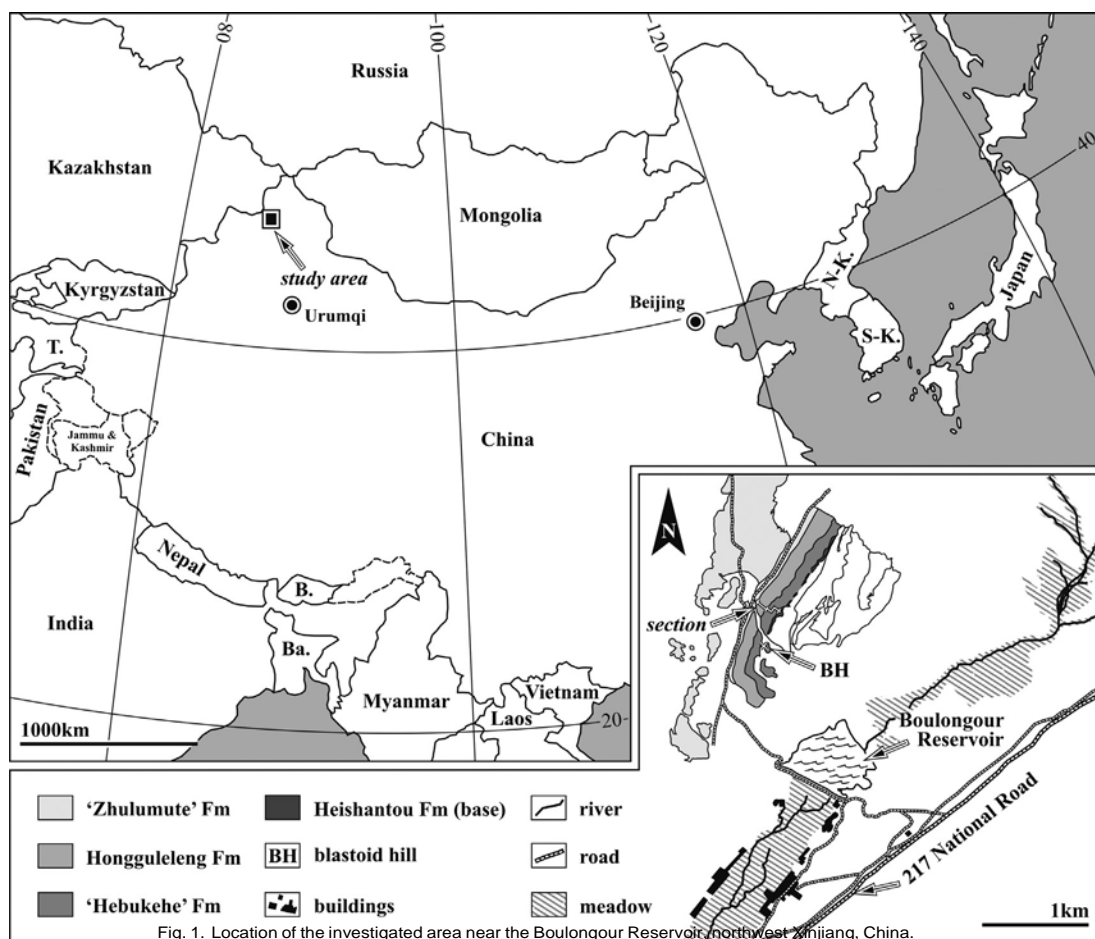 80
100
120
140
Russia
Kazakhstan
40
Mongolia
study area
Kyrgyzstan
Urumqi
Beijing
N-K.
Japan
S-K.
T.
Pakistan
Jammu &
Kashmir
China
Nepal
B.
India
Ba.
Myanmar
Vietnam
Laos
20
1000km
N
section
BH
Boulongour
Reservoir
217 National Road
1km
'Zhulumute' Fm
Heishantou Fm (base)
river
Hongguleleng Fm
BH blastoid hill
road
'Hebukehe' Fm
buildings
meadow
Fig. 1. Location of the investigated area near the Boulongour Reservoir, northwest Xinjiang, China.